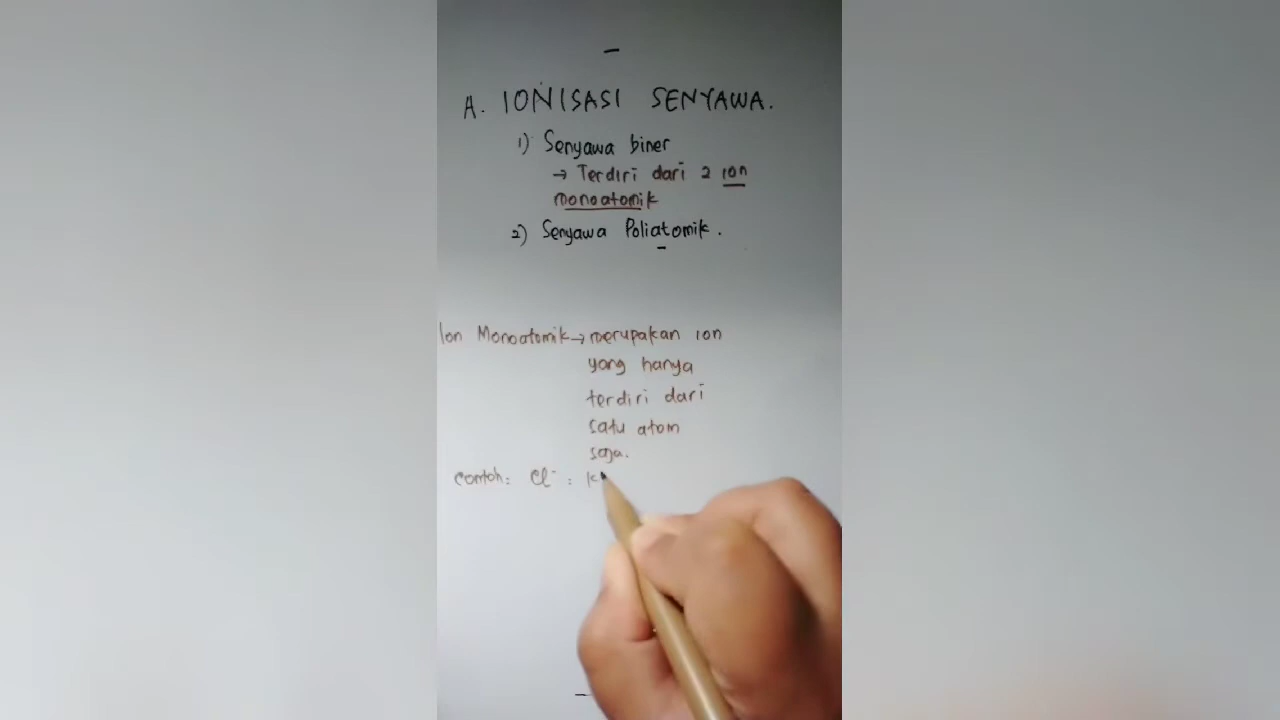 A. IONISASI SENYAWA.
1) Senyawa biner
→ Terdiri dari 2 ion
monoatomik
2) Senyawa Poliatomik.
Ion Monoatomik → merupakan ion
yang hanya
terdiri dari
satu atom
saja.
Contoh: Cl⁻ : K